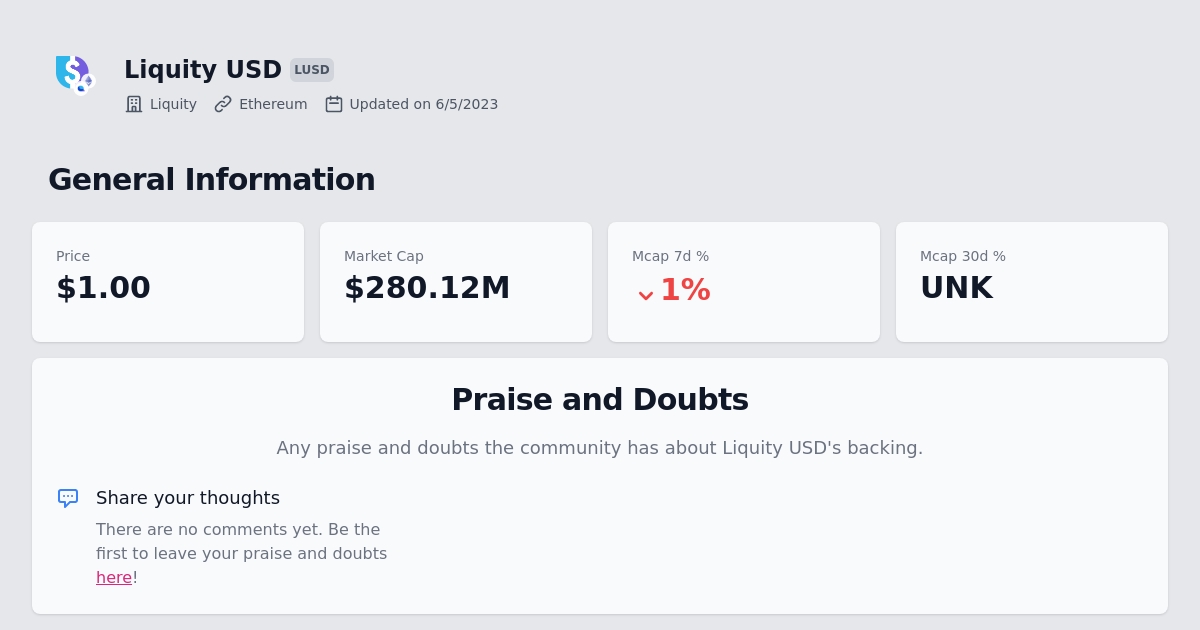 Liquity USD LUSD
Liquity Ethereum Updated on 6/5/2023
General Information
Price
$1.00
Market Cap
$280.12M
Mcap 7d %
1%
Mcap 30d %
UNK
Praise and Doubts
Any praise and doubts the community has about Liquity USD's backing.
Share your thoughts
There are no comments yet. Be the
first to leave your praise and doubts
here!